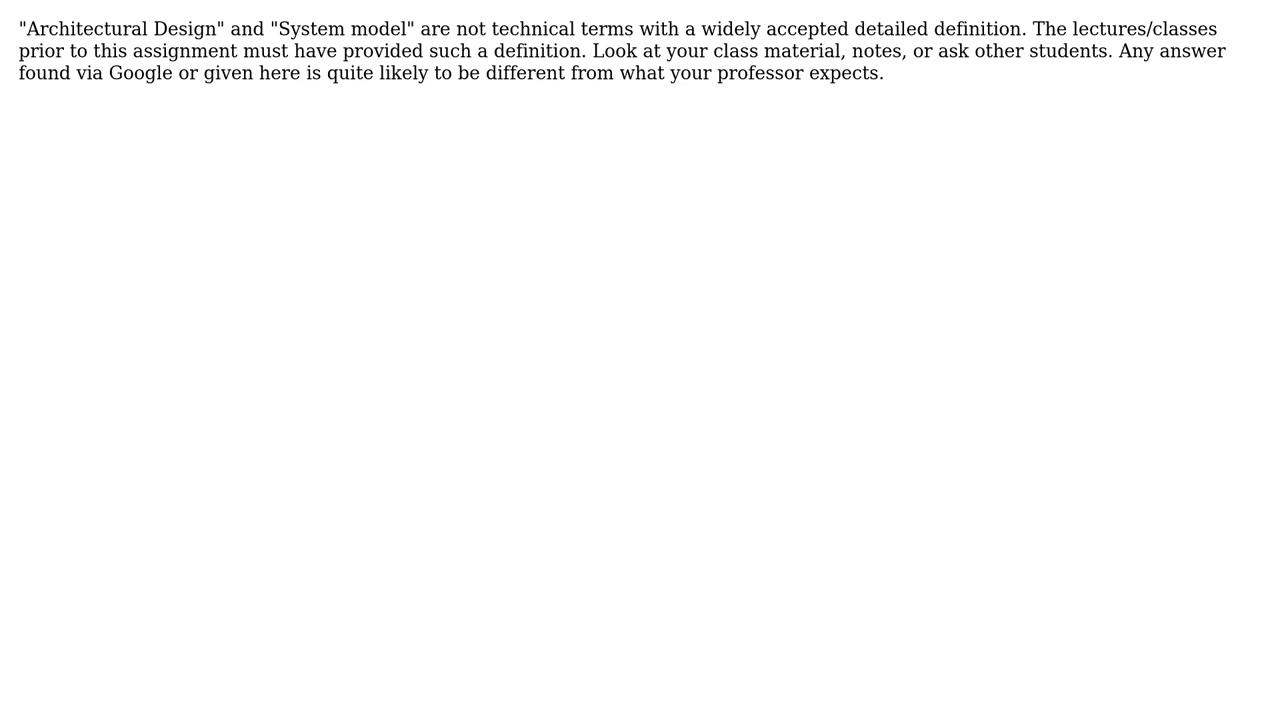 "Architectural Design" and "System model" are not technical terms with a widely accepted detailed definition. The lectures/classes
prior to this assignment must have provided such a definition. Look at your class material, notes, or ask other students. Any answer
found via Google or given here is quite likely to be different from what your professor expects.